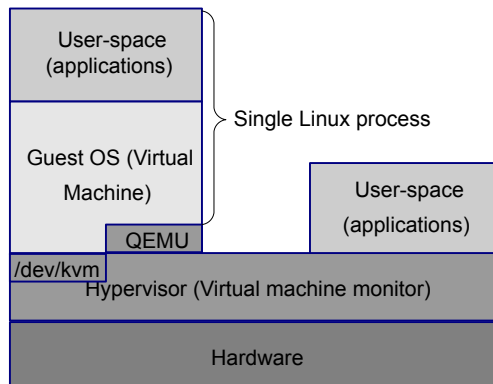 User-space
(applications)
Single Linux process
Guest OS (Virtual
Machine)
User-space
(applications)
QEMU
/dev/kvm
Hypervisor (Virtual machine monitor)
Hardware